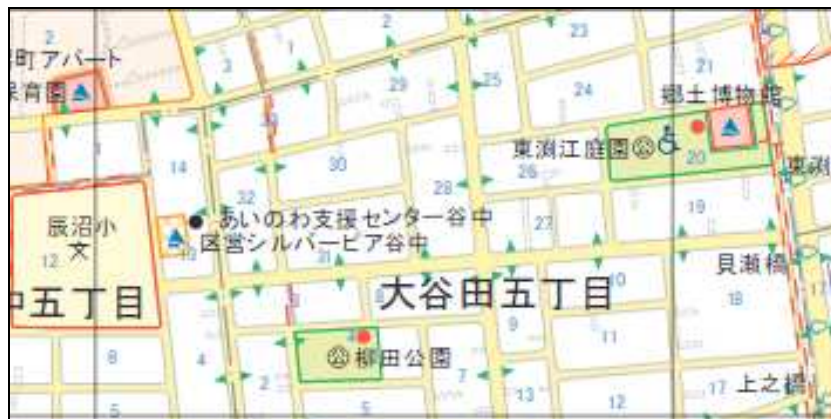 2
町アパート
保育園
3
1
2
23
29
25
24
21
郷土博物館
東渕江庭園
20
1
14
30
26
28
32
27
19
辰沼小
文
12
あいのわ支援センター谷中
区営シルバーピア谷中
31
貝瀬橋
中五丁目
大谷田五丁目
10
18
17
9
11
8
4
2
柳田公園
7
5
13
12
17
上之橋
5